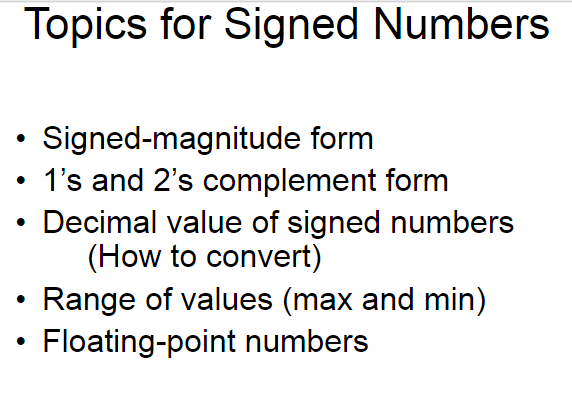 Topics for Signed Numbers
• Signed-magnitude form
• 1’s and 2’s complement form
• Decimal value of signed numbers
(How to convert)
• Range of values (max and min)
• Floating-point numbers